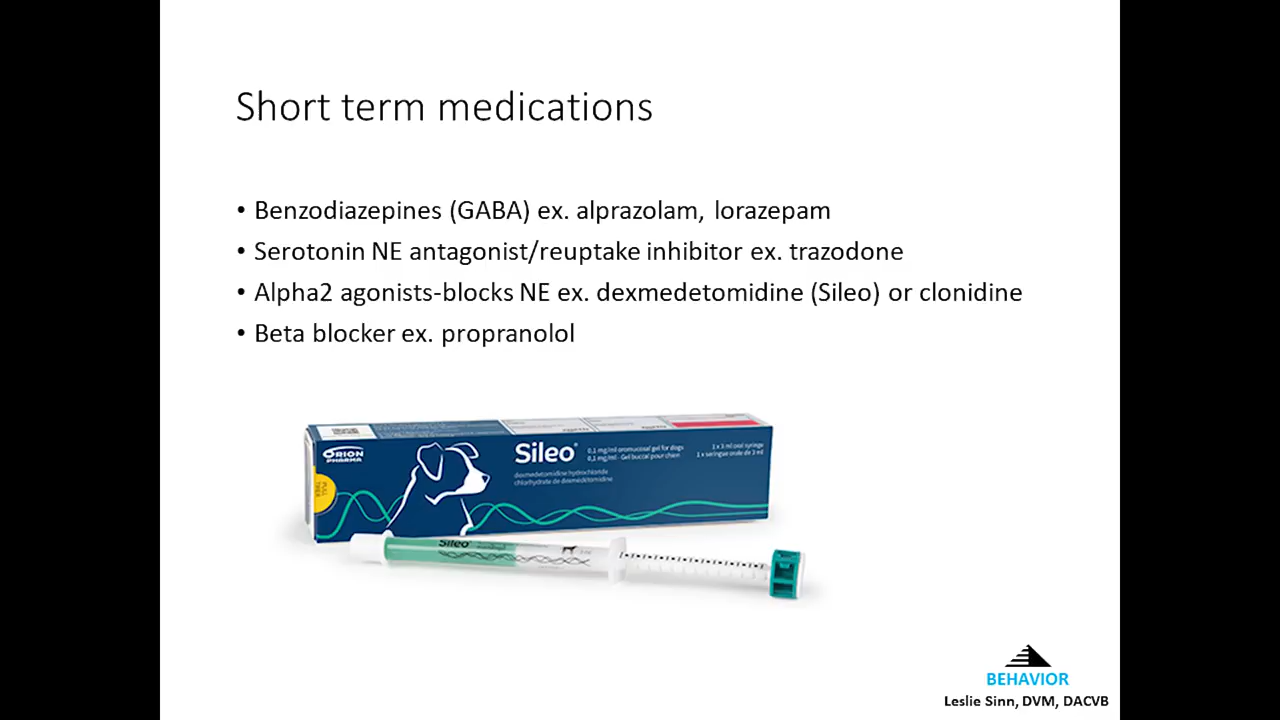 Short term medications
• Benzodiazepines (GABA) ex. alprazolam, lorazepam
• Serotonin NE antagonist/reuptake inhibitor ex. trazodone
• Alpha2 agonists-blocks NE ex. dexmedetomidine (Sileo) or clonidine
• Beta blocker ex. propranolol
ORION
PHARMA
Sileo®
0,1 mg/ml oromucosal gel for dogs
0,1 mg/ml - Gel buccal pour chien
1 x 3 ml oral syringe
1 x seringue orale de 3 ml
dexmedetomidine hydrochloride
chlorhydrate de dexmedetomidine
PULL
Sileo
BEHAVIOR
Leslie Sinn, DVM, DACVB